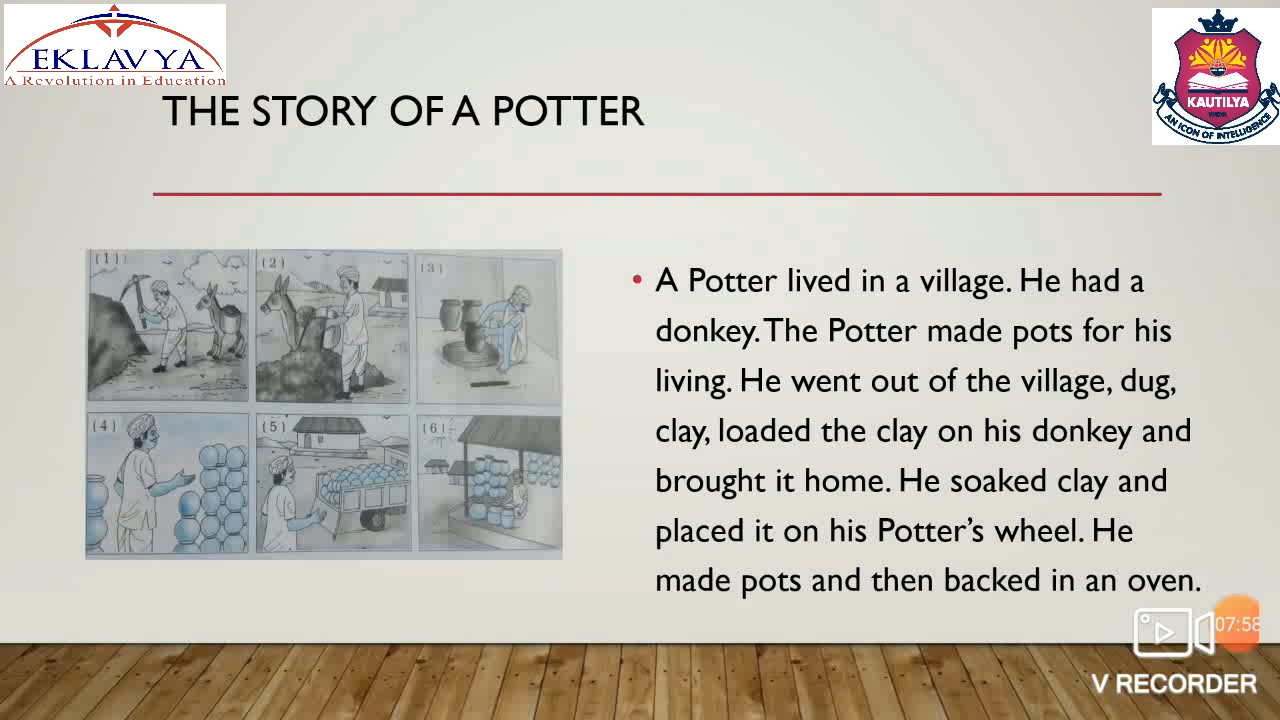 EKLAVYA
A Revolution in Education
KAUTILYA
AN ICON OF INTELLIGENCE
THE STORY OF A POTTER
(1)
(2)
(3)
(4)
(5)
(6)
• A Potter lived in a village. He had a
donkey. The Potter made pots for his
living. He went out of the village, dug,
clay, loaded the clay on his donkey and
brought it home. He soaked clay and
placed it on his Potter's wheel. He
made pots and then backed in an oven.
07:58
V RECORDER